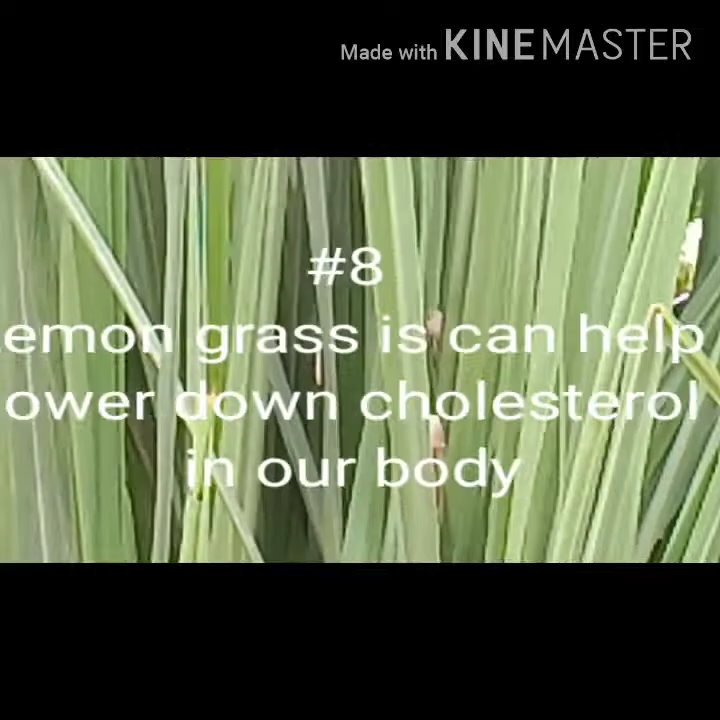 Made with KINEMASTER
#8
emon grass is can help
ower down cholesterol
in our body